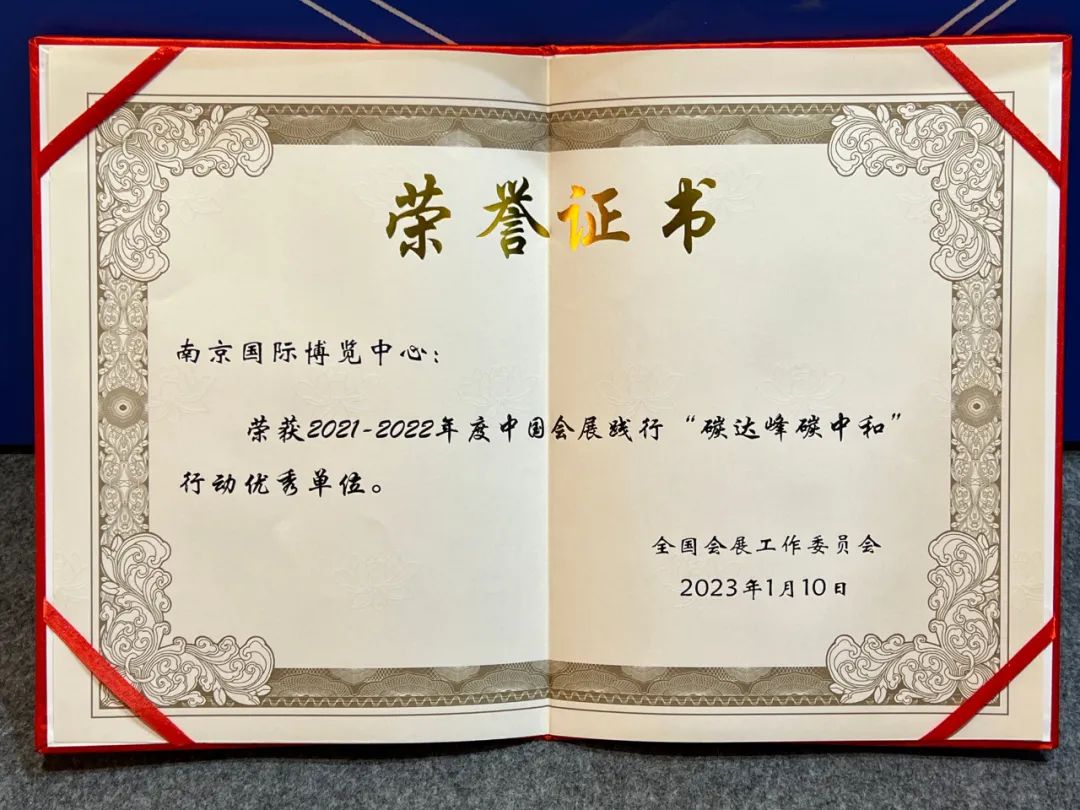 荣誉证书
南京国际博览中心：
荣获2021-2022年度中国会展践行“碳达峰碳中和”
行动优秀单位。
全国会展工作委员会
2023年1月10日